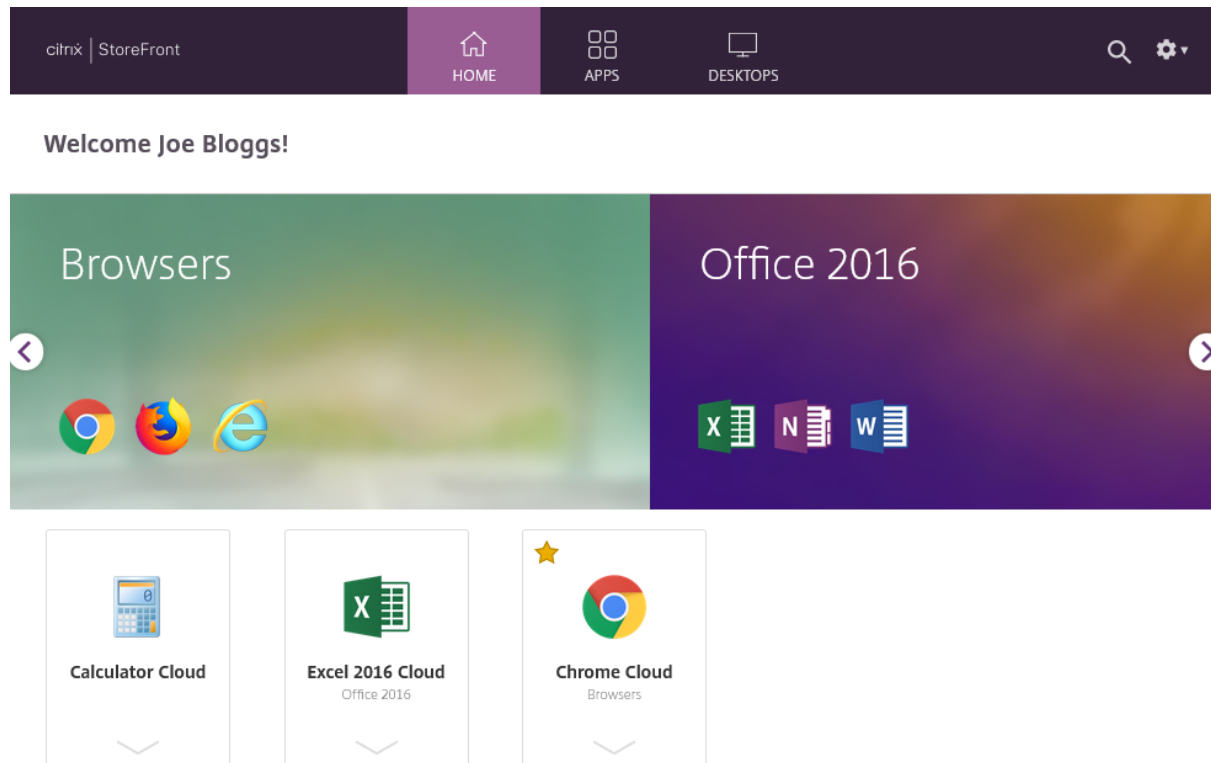 citrix StoreFront
HOME
APPS
DESKTOPS
Welcome Joe Bloggs!
Browsers
Office 2016
X
N
W
0
X
Calculator Cloud
Excel 2016 Cloud
Office 2016
Chrome Cloud
Browsers